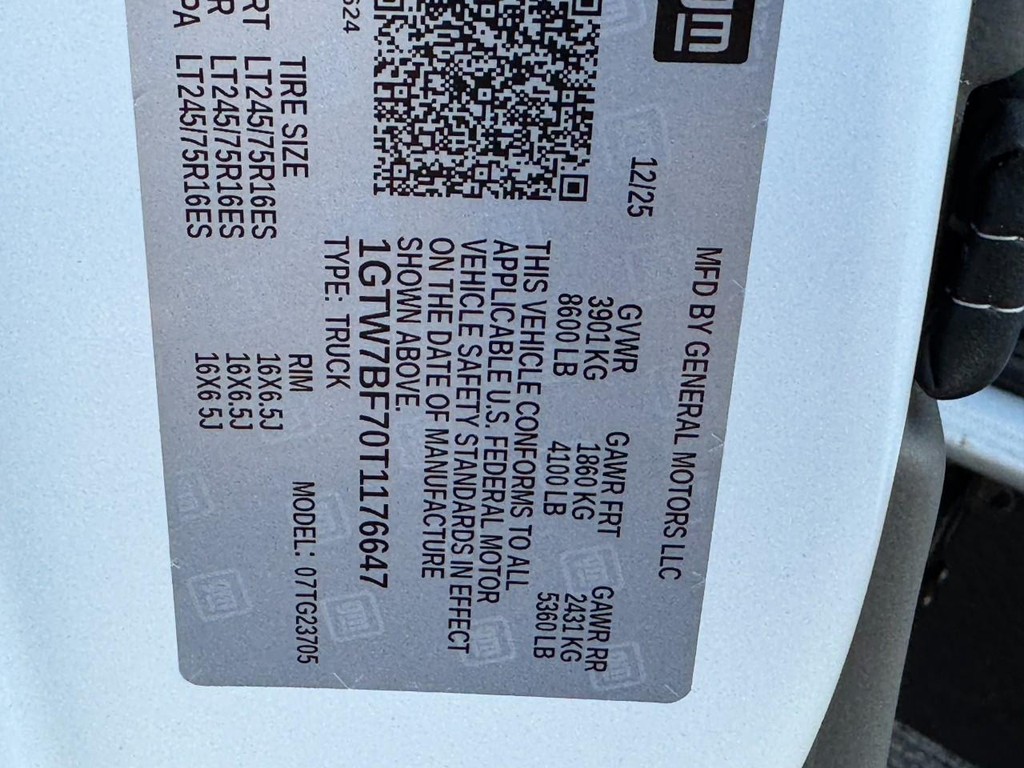 gm
MFD BY GENERAL MOTORS LLC
12/25
GVWR GAWR FRT GAWR RR
3901 KG 1860 KG 2431 KG
8600 LB 4100 LB 5360 LB
THIS VEHICLE CONFORMS TO ALL
APPLICABLE U.S. FEDERAL MOTOR
VEHICLE SAFETY STANDARDS IN EFFECT
ON THE DATE OF MANUFACTURE
SHOWN ABOVE.
1GTW7BF70T1176647
TYPE: TRUCK MODEL: 07TG23705
624
TIRE SIZE RIM
RT LT245/75R16ES 16X6.5J
R LT245/75R16ES 16X6.5J
PA LT245/75R16ES 16X6 5J